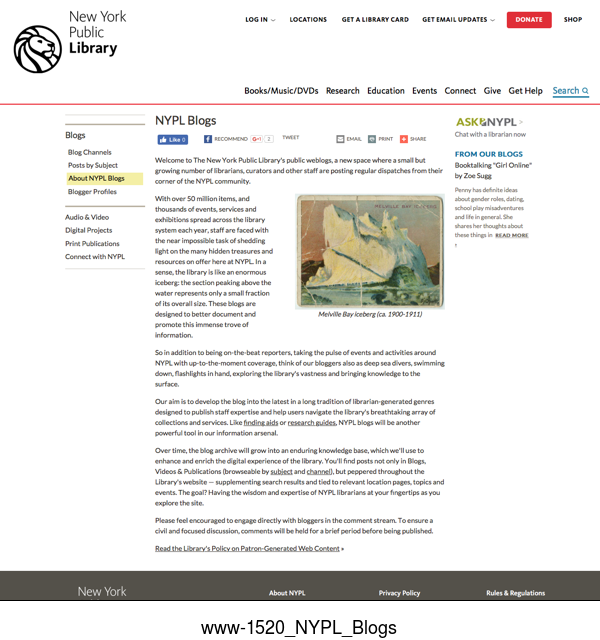 New York
Public
Library
LOG IN
LOCATIONS
GET A LIBRARY CARD
GET EMAIL UPDATES
DONATE
SHOP
Books/Music/DVDs Research Education Events Connect Give Get Help Search
Blogs
Blog Channels
Posts by Subject
About NYPL Blogs
Blogger Profiles
Audio & Video
Digital Projects
Print Publications
Connect with NYPL
NYPL Blogs
Like 0
RECOMMEND
G+1 2
TWEET
EMAIL
PRINT
SHARE
Welcome to The New York Public Library's public weblogs, a new space where a small but
growing number of librarians, curators and other staff are posting regular dispatches from their
corner of the NYPL community.
With over 50 million items, and
thousands of events, services and
exhibitions spread across the library
system each year, staff are faced with
the near impossible task of shedding
light on the many hidden treasures and
resources on offer here at NYPL. In a
sense, the library is like an enormous
iceberg: the section peaking above the
water represents only a small fraction
of its overall size. These blogs are
designed to better document and
promote this immense trove of
information.
MELVILLE BAY ICEBERG
Melville Bay iceberg (ca. 1900-1911)
So in addition to being on-the-beat reporters, taking the pulse of events and activities around
NYPL with up-to-the-moment coverage, think of our bloggers also as deep sea divers, swimming
down, flashlights in hand, exploring the library's vastness and bringing knowledge to the
surface.
Our aim is to develop the blog into the latest in a long tradition of librarian-generated genres
designed to publish staff expertise and help users navigate the library's breathtaking array of
collections and services. Like finding aids or research guides, NYPL blogs will be another
powerful tool in our information arsenal.
Over time, the blog archive will grow into an enduring knowledge base, which we'll use to
enhance and enrich the digital experience of the library. You'll find posts not only in Blogs,
Videos & Publications (browseable by subject and channel), but peppered throughout the
Library's website — supplementing search results and tied to relevant location pages, topics and
events. The goal? Having the wisdom and expertise of NYPL librarians at your fingertips as you
explore the site.
Please feel encouraged to engage directly with bloggers in the comment stream. To ensure a
civil and focused discussion, comments will be held for a brief period before being published.
Read the Library's Policy on Patron-Generated Web Content »
ASKNYPL >
Chat with a librarian now
FROM OUR BLOGS
Booktalking "Girl Online"
by Zoe Sugg
Penny has definite ideas
about gender roles, dating,
school play misadventures
and life in general. She
shares her thoughts about
these things in READ MORE
›
New York
About NYPL
Privacy Policy
Rules & Regulations
www-1520_NYPL_Blogs